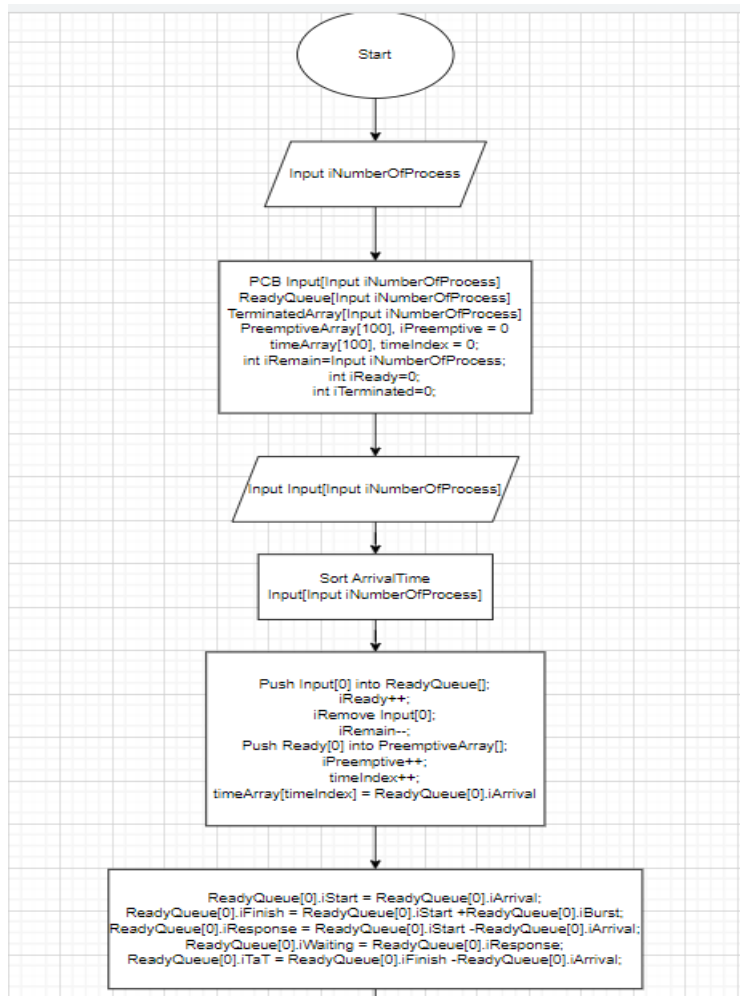 Start
Input iNumberOfProcess
PCB Input[Input iNumberOfProcess]
ReadyQueue[Input iNumberOfProcess]
TerminatedArray[Input iNumberOfProcess]
PreemptiveArray[100], iPreemptive = 0
timeArray[100], timeIndex = 0;
int iRemain=Input iNumberOfProcess;
int iReady=0;
int iTerminated=0;
Input Input[Input iNumberOfProcess]
Sort ArrivalTime
Input[Input iNumberOfProcess]
Push Input[0] into ReadyQueue[];
iReady++;
iRemove Input[0];
iRemain--;
Push Ready[0] into PreemptiveArray[];
iPreemptive++;
timeIndex++;
timeArray[timeIndex] = ReadyQueue[0].iArrival
ReadyQueue[0].iStart = ReadyQueue[0].iArrival;
ReadyQueue[0].iFinish = ReadyQueue[0].iStart +ReadyQueue[0].iBurst;
ReadyQueue[0].iResponse = ReadyQueue[0].iStart -ReadyQueue[0].iArrival;
ReadyQueue[0].iWaiting = ReadyQueue[0].iResponse;
ReadyQueue[0].iTaT = ReadyQueue[0].iFinish -ReadyQueue[0].iArrival;